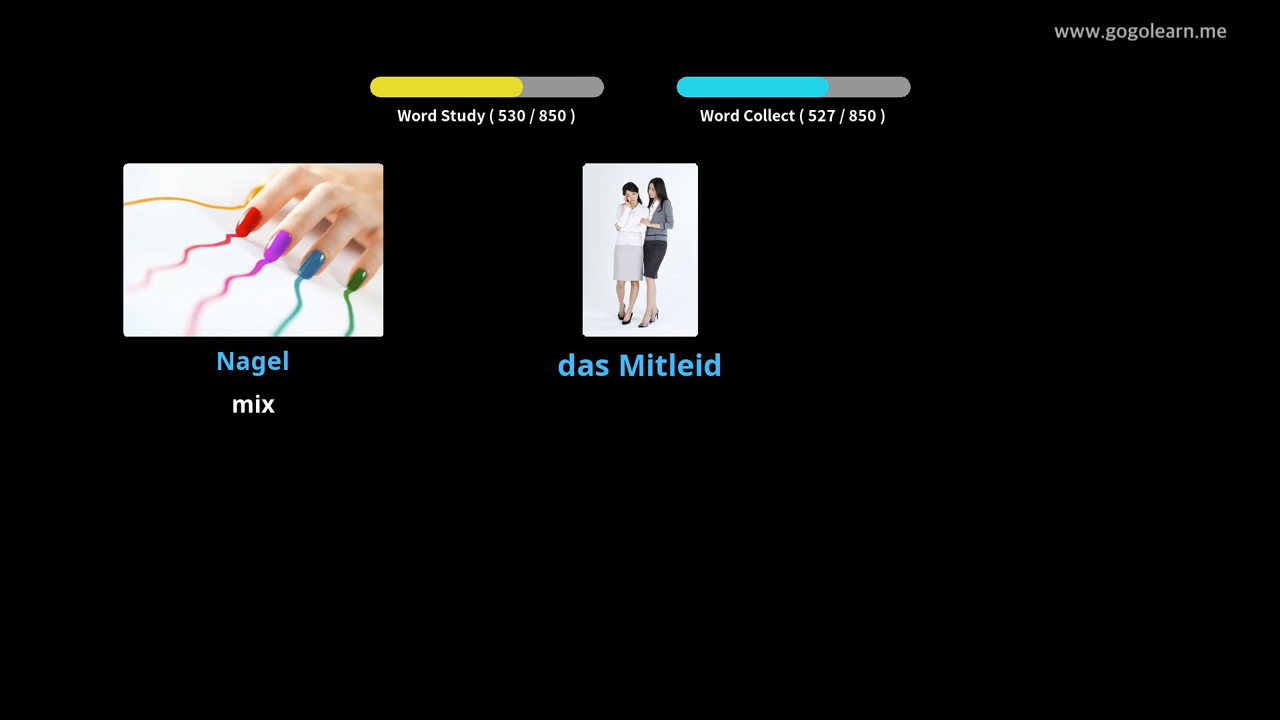 www.gogolearn.me
Word Study ( 530 / 850 )
Word Collect ( 527 / 850 )
Nagel
mix
das Mitleid